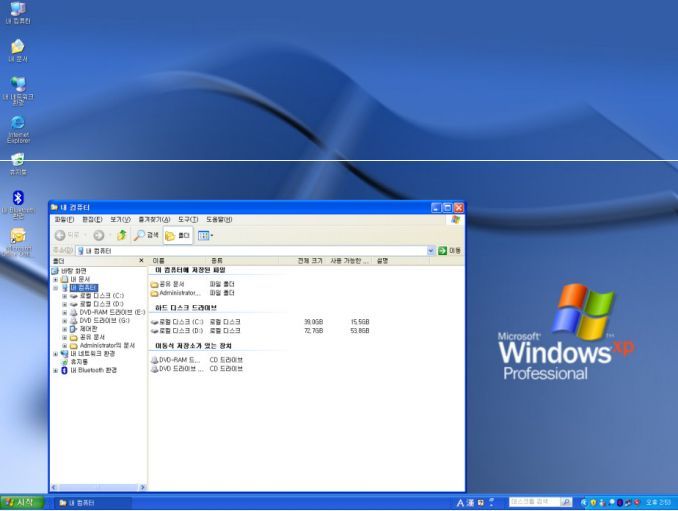 내 컴퓨터
내 문서
내 네트워크
환경
Internet
Explorer
휴지통
내 Bluetooth
환경
Microsoft
내 컴퓨터
파일(F) 편집(E) 보기(V) 즐겨찾기(A) 도구(T) 도움말(H)
뒤로 검색 폴더
주소(D) 내 컴퓨터 이동
폴더 × 이름 종류 전체 크기 사용 가능한 ... 설명
바탕 화면
내 문서
내 컴퓨터
로컬 디스크 (C:)
로컬 디스크 (D:)
DVD-RAM 드라이브 (E:)
DVD 드라이브 (G:)
제어판
공유 문서
Administrator의 문서
내 네트워크 환경
휴지통
내 Bluetooth 환경
이 컴퓨터에 저장된 파일
공유 문서 파일 폴더
Administrator... 파일 폴더
하드 디스크 드라이브
로컬 디스크 (C:) 로컬 디스크 39.0GB 15.5GB
로컬 디스크 (D:) 로컬 디스크 72.7GB 53.8GB
이동식 저장소가 있는 장치
DVD-RAM 드... CD 드라이브
DVD 드라이브 ... CD 드라이브
Microsoft
Windows xp
Professional
시작 내 컴퓨터 A 漢 데스크톱 검색 오후 2:53